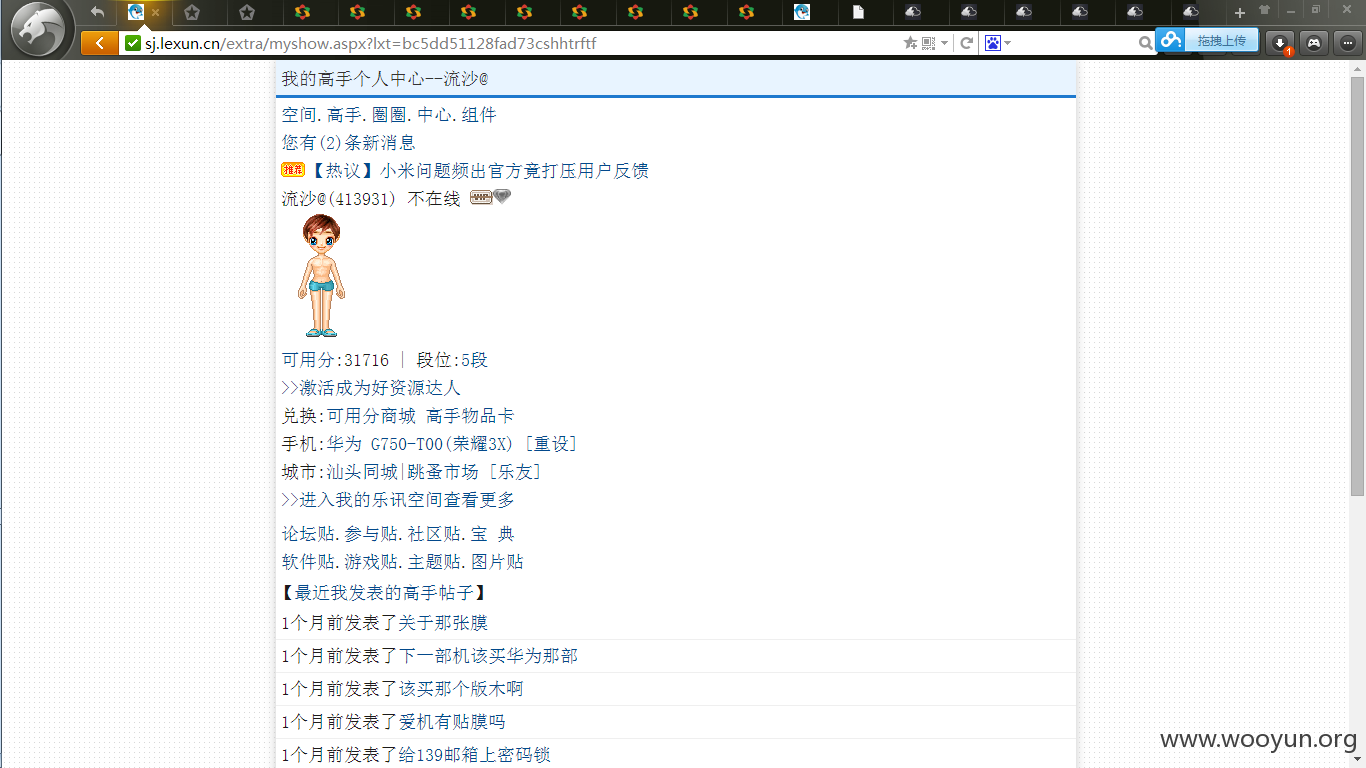 sj.lexun.cn/extra/myshow.aspx?lxt=bc5dd51128fad73cshhtrftf
拖拽上传
1
我的高手个人中心--流沙@
空间.高手.圈圈.中心.组件
您有(2)条新消息
推荐【热议】小米问题频出官方竟打压用户反馈
流沙@(413931) 不在线
可用分:31716 | 段位:5段
>>激活成为好资源达人
兑换:可用分商城 高手物品卡
手机:华为 G750-T00(荣耀3X) [重设]
城市:汕头同城|跳蚤市场 [乐友]
>>进入我的乐讯空间查看更多
论坛贴.参与贴.社区贴.宝 典
软件贴.游戏贴.主题贴.图片贴
【最近我发表的高手帖子】
1个月前发表了关于那张膜
1个月前发表了下一部机该买华为那部
1个月前发表了该买那个版木啊
1个月前发表了爱机有贴膜吗
1个月前发表了给139邮箱上密码锁
www.wooyun.org